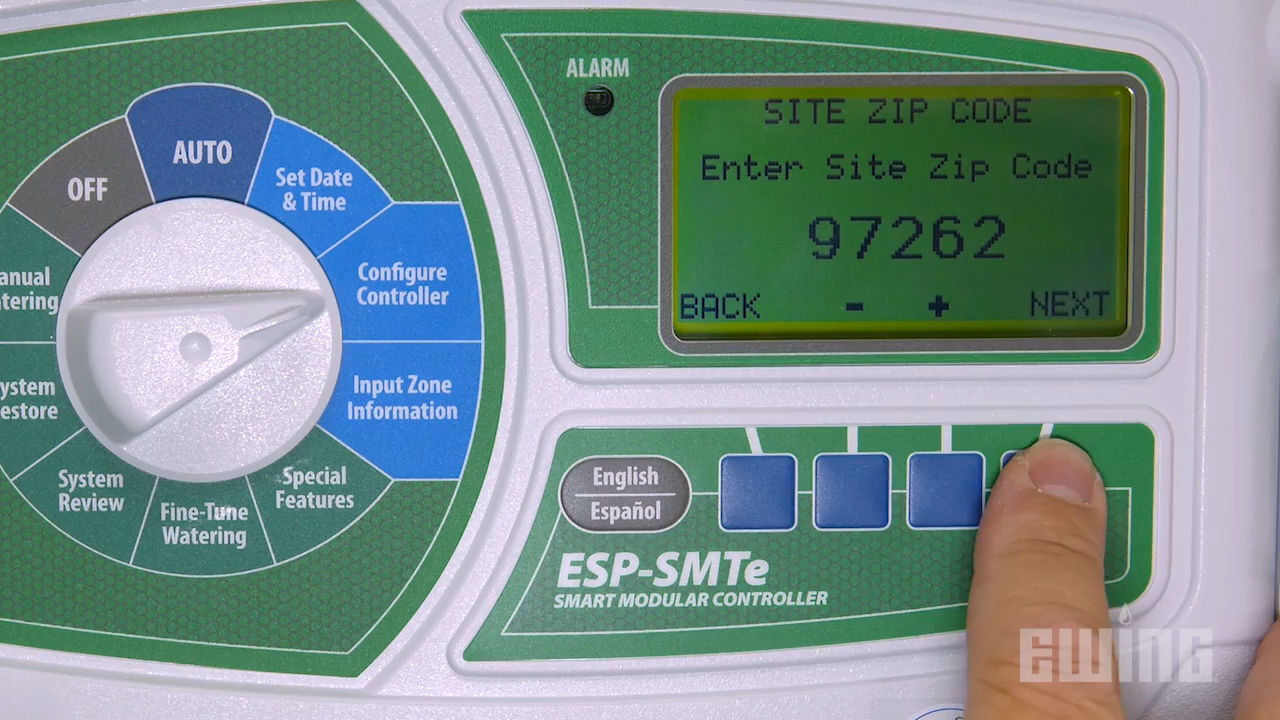 ALARM
SITE ZIP CODE
Enter Site Zip Code
97262
BACK - + NEXT
OFF
AUTO
Set Date
& Time
Configure
Controller
Input Zone
Information
Special
Features
Fine-Tune
Watering
System
Review
English
Español
ESP-SMTe
SMART MODULAR CONTROLLER
EWING